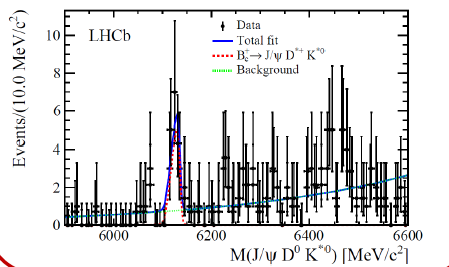 LHCb
Data
Total fit
B_c^+→J/ψ D^{*+} K^{*0}
Background
Events/(10.0 MeV/c²)
10
8
6
4
2
0
6000
6200
6400
6600
M(J/ψ D⁰ K^{*0}) [MeV/c²]